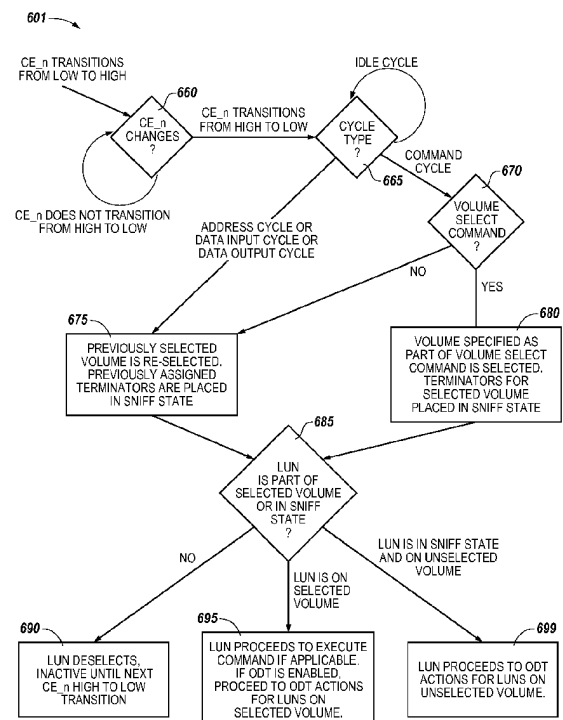 601
CE_n TRANSITIONS
FROM LOW TO HIGH
660
CE_n
CHANGES
?
CE_n DOES NOT TRANSITION
FROM HIGH TO LOW
CE_n TRANSITIONS
FROM HIGH TO LOW
IDLE CYCLE
CYCLE
TYPE
?
665
COMMAND
CYCLE
670
VOLUME
SELECT
COMMAND
?
ADDRESS CYCLE OR
DATA INPUT CYCLE OR
DATA OUTPUT CYCLE
NO
YES
675
PREVIOUSLY SELECTED
VOLUME IS RE-SELECTED.
PREVIOUSLY ASSIGNED
TERMINATORS ARE PLACED
IN SNIFF STATE
680
VOLUME SPECIFIED AS
PART OF VOLUME SELECT
COMMAND IS SELECTED.
TERMINATORS FOR
SELECTED VOLUME
PLACED IN SNIFF STATE
685
LUN
IS PART OF
SELECTED VOLUME
OR IN SNIFF
STATE
?
NO
LUN IS ON
SELECTED
VOLUME
LUN IS IN SNIFF STATE
AND ON UNSELECTED
VOLUME
690
LUN DESELECTS,
INACTIVE UNTIL NEXT
CE_n HIGH TO LOW
TRANSITION
695
LUN PROCEEDS TO EXECUTE
COMMAND IF APPLICABLE.
IF ODT IS ENABLED,
PROCEED TO ODT ACTIONS
FOR LUNS ON
SELECTED VOLUME.
699
LUN PROCEEDS TO ODT
ACTIONS FOR LUNS ON
UNSELECTED VOLUME.